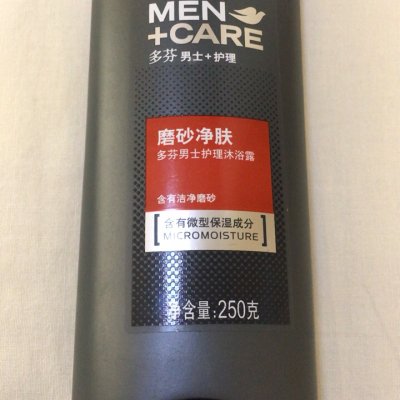 MEN
+CARE
多芬 男士+护理
磨砂净肤
多芬男士护理沐浴露
含有洁净磨砂
含有微型保湿成分
MICROMOISTURE
净含量:250克